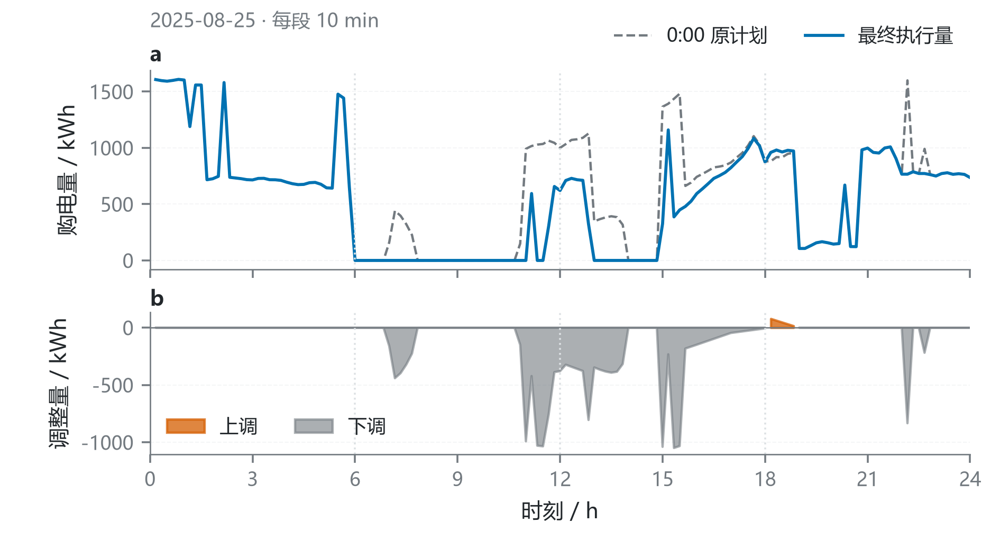 2025-08-25 · 每段 10 min
0:00 原计划
最终执行量
a
购电量 / kWh
1500
1000
500
0
b
调整量 / kWh
0
-500
-1000
上调
下调
0 3 6 9 12 15 18 21 24
时刻 / h